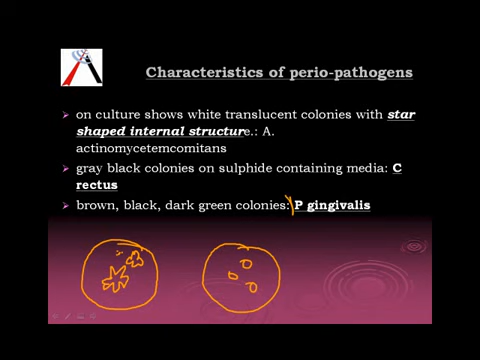 Characteristics of perio-pathogens
on culture shows white translucent colonies with star
shaped internal structure.: A.
actinomycetemcomitans
gray black colonies on sulphide containing media: C
rectus
brown, black, dark green colonies: P gingivalis